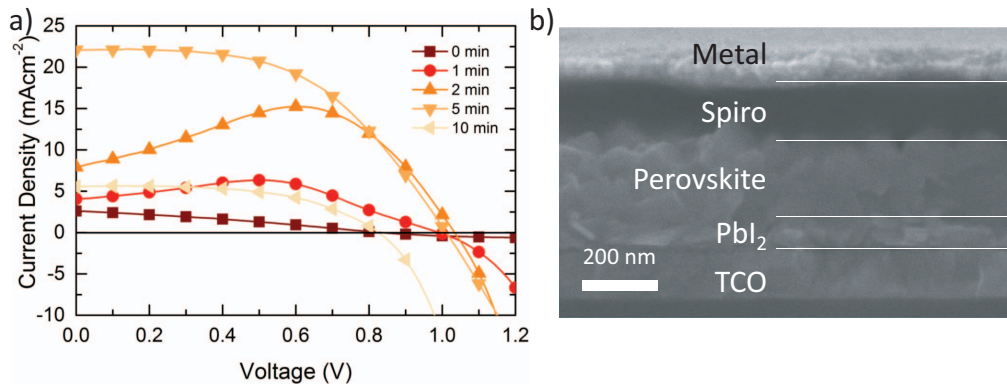 a)
Current Density (mAcm-2)
25
20
15
10
5
0
-5
-10
0.0 0.2 0.4 0.6 0.8 1.0 1.2
Voltage (V)
0 min
1 min
2 min
5 min
10 min
b)
Metal
Spiro
Perovskite
PbI2
TCO
200 nm